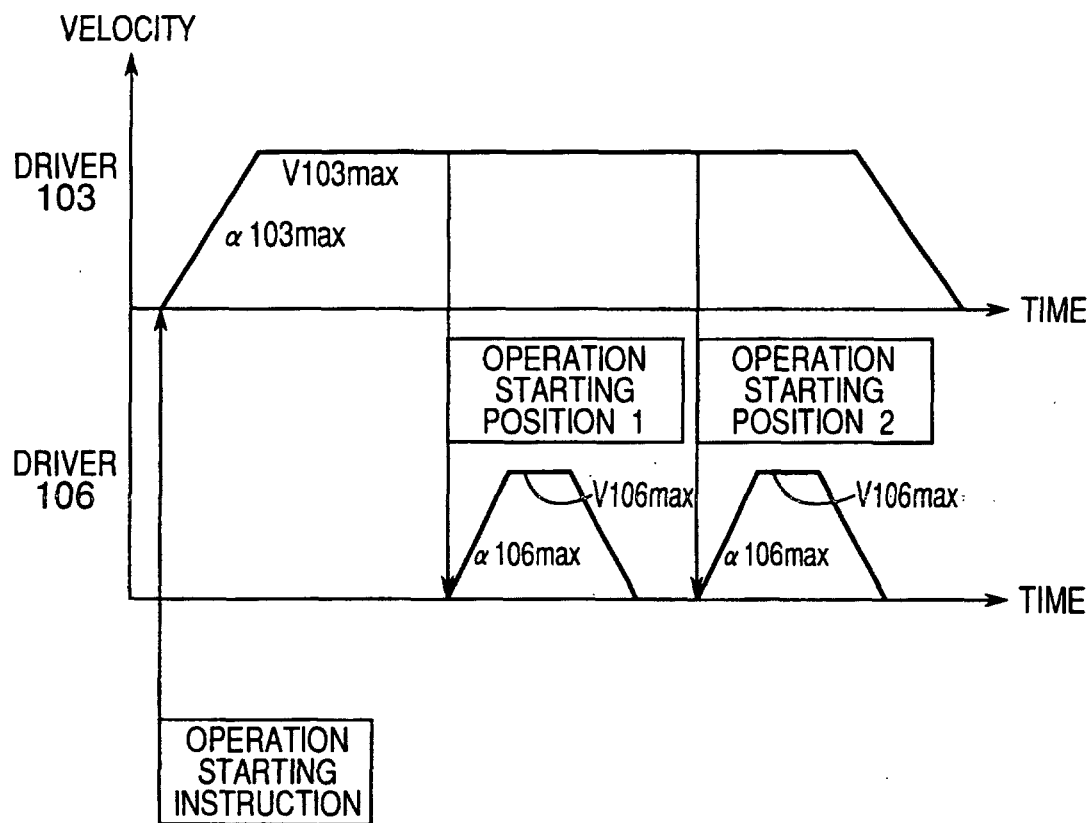 VELOCITY
DRIVER
103
V103max
α 103max
TIME
OPERATION
STARTING
POSITION 1
OPERATION
STARTING
POSITION 2
DRIVER
106
V106max
V106max
α 106max
α 106max
TIME
OPERATION
STARTING
INSTRUCTION